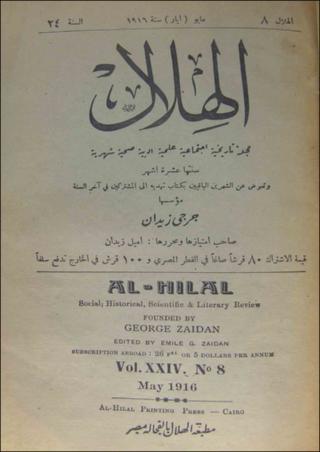 الهلال ٨
مايو (ايار) سنة ١٩١٦
السنة ٢٤
الهلال
مجلة تاريخية اجتماعية علمية ادبية صحية شهرية
سنتها عشرة اشهر
وتعوض عن الشهرين الباقيين بكتاب تهديه الى المشتركين في آخر السنة
مؤسسها
جرجي زيدان
صاحب امتيازها ومحررها : اميل زيدان
قيمة الاشتراك ٨٠ قرشاً صاغاً في القطر المصري و ١٠٠ قرش في الخارج تدفع سلفاً
AL-HILAL
Social; Historical, Scientific & Literary Review
FOUNDED BY
GEORGE ZAIDAN
EDITED BY EMILE G. ZAIDAN
SUBSCRIPTION ABROAD : 26 Frs OR 5 DOLLARS PER ANNUM
Vol. XXIV. No 8
May 1916
AL-HILAL PRINTING PRESS — CAIRO
مطبعة الهلال بالفجالة مصر